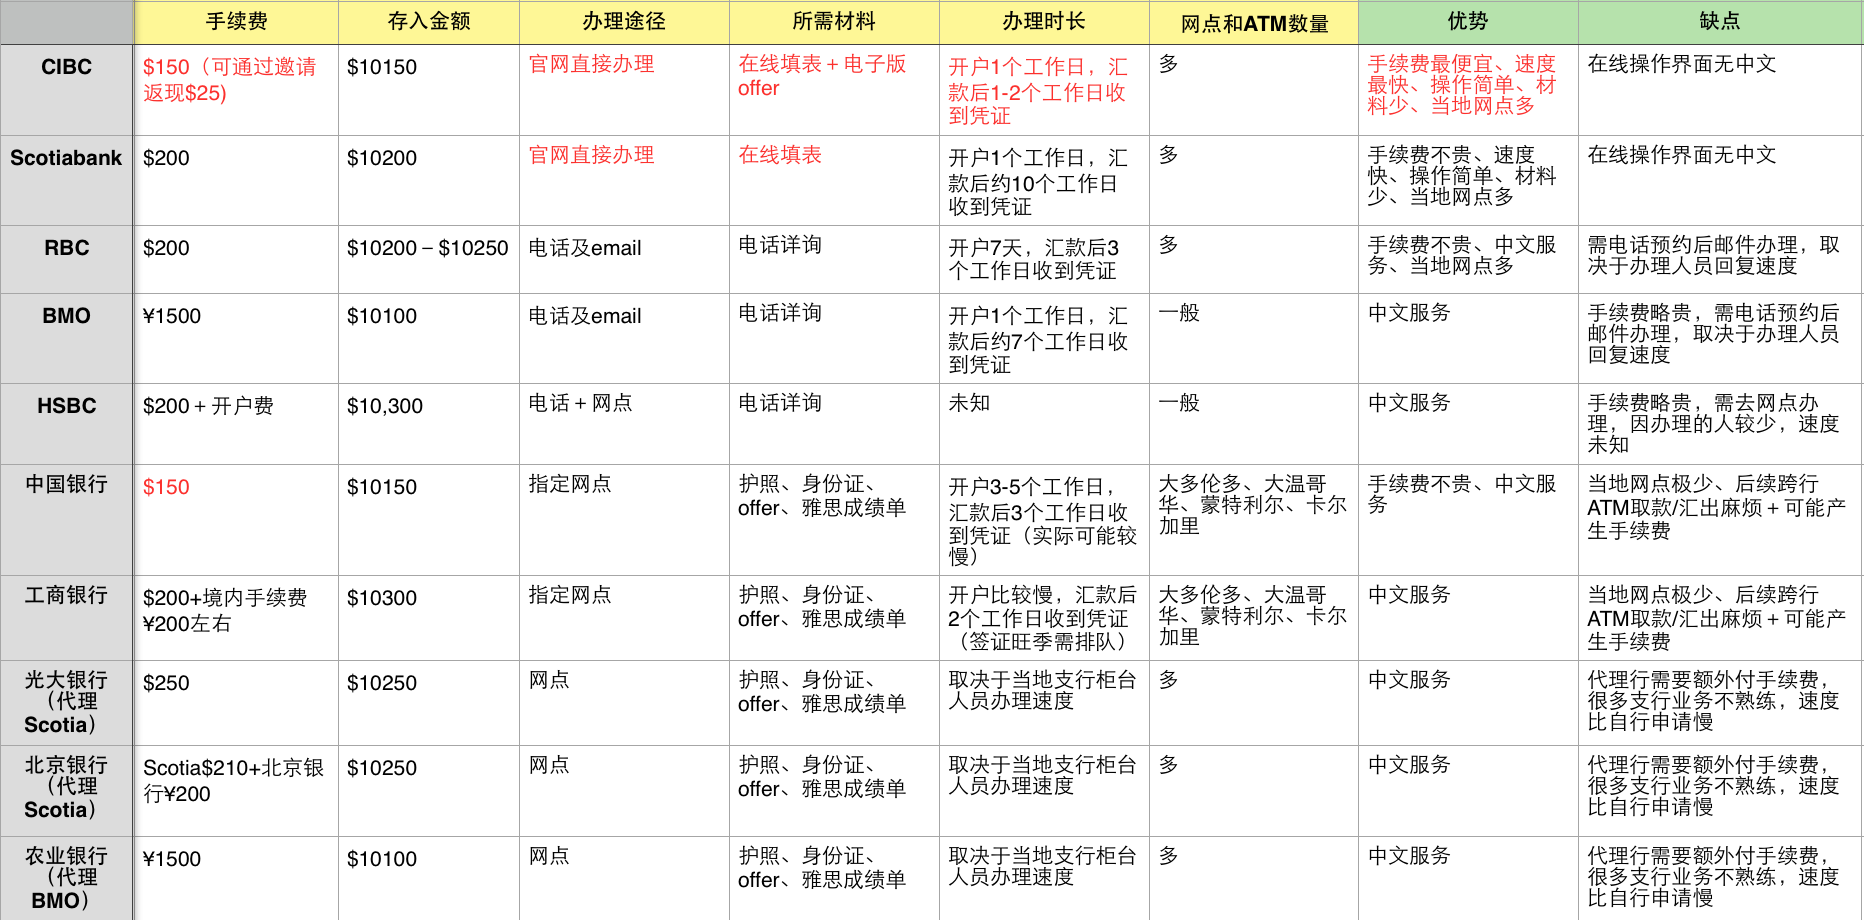 手续费 存入金额 办理途径 所需材料 办理时长 网点和ATM数量 优势 缺点
CIBC
$150（可通过邀请
返现$25)
$10150
官网直接办理
在线填表＋电子版
offer
开户1个工作日，汇
款后1-2个工作日收
到凭证
多
手续费最便宜、速度
最快、操作简单、材
料少、当地网点多
在线操作界面无中文
Scotiabank
$200
$10200
官网直接办理
在线填表
开户1个工作日，汇
款后约10个工作日
收到凭证
多
手续费不贵、速度
快、操作简单、材料
少、当地网点多
在线操作界面无中文
RBC
$200
$10200－$10250
电话及email
电话详询
开户7天，汇款后3
个工作日收到凭证
多
手续费不贵、中文服
务、当地网点多
需电话预约后邮件办理，取
决于办理人员回复速度
BMO
¥1500
$10100
电话及email
电话详询
开户1个工作日，汇
款后约7个工作日收
到凭证
一般
中文服务
手续费略贵，需电话预约后
邮件办理，取决于办理人员
回复速度
HSBC
$200＋开户费
$10,300
电话＋网点
电话详询
未知
一般
中文服务
手续费略贵，需去网点办
理，因办理的人较少，速度
未知
中国银行
$150
$10150
指定网点
护照、身份证、
offer、雅思成绩单
开户3-5个工作日，
汇款后3个工作日收
到凭证（实际可能较
慢）
大多伦多、大温哥
华、蒙特利尔、卡尔
加里
手续费不贵、中文服
务
当地网点极少、后续跨行
ATM取款/汇出麻烦＋可能产
生手续费
工商银行
$200+境内手续费
¥200左右
$10300
指定网点
护照、身份证、
offer、雅思成绩单
开户比较慢，汇款后
2个工作日收到凭证
（签证旺季需排队）
大多伦多、大温哥
华、蒙特利尔、卡尔
加里
中文服务
当地网点极少、后续跨行
ATM取款/汇出麻烦＋可能产
生手续费
光大银行
（代理
Scotia）
$250
$10250
网点
护照、身份证、
offer、雅思成绩单
取决于当地支行柜台
人员办理速度
多
中文服务
代理行需要额外付手续费，
很多支行业务不熟练，速度
比自行申请慢
北京银行
（代理
Scotia）
Scotia$210+北京银
行¥200
$10250
网点
护照、身份证、
offer、雅思成绩单
取决于当地支行柜台
人员办理速度
多
中文服务
代理行需要额外付手续费，
很多支行业务不熟练，速度
比自行申请慢
农业银行
（代理
BMO）
¥1500
$10100
网点
护照、身份证、
offer、雅思成绩单
取决于当地支行柜台
人员办理速度
多
中文服务
代理行需要额外付手续费，
很多支行业务不熟练，速度
比自行申请慢